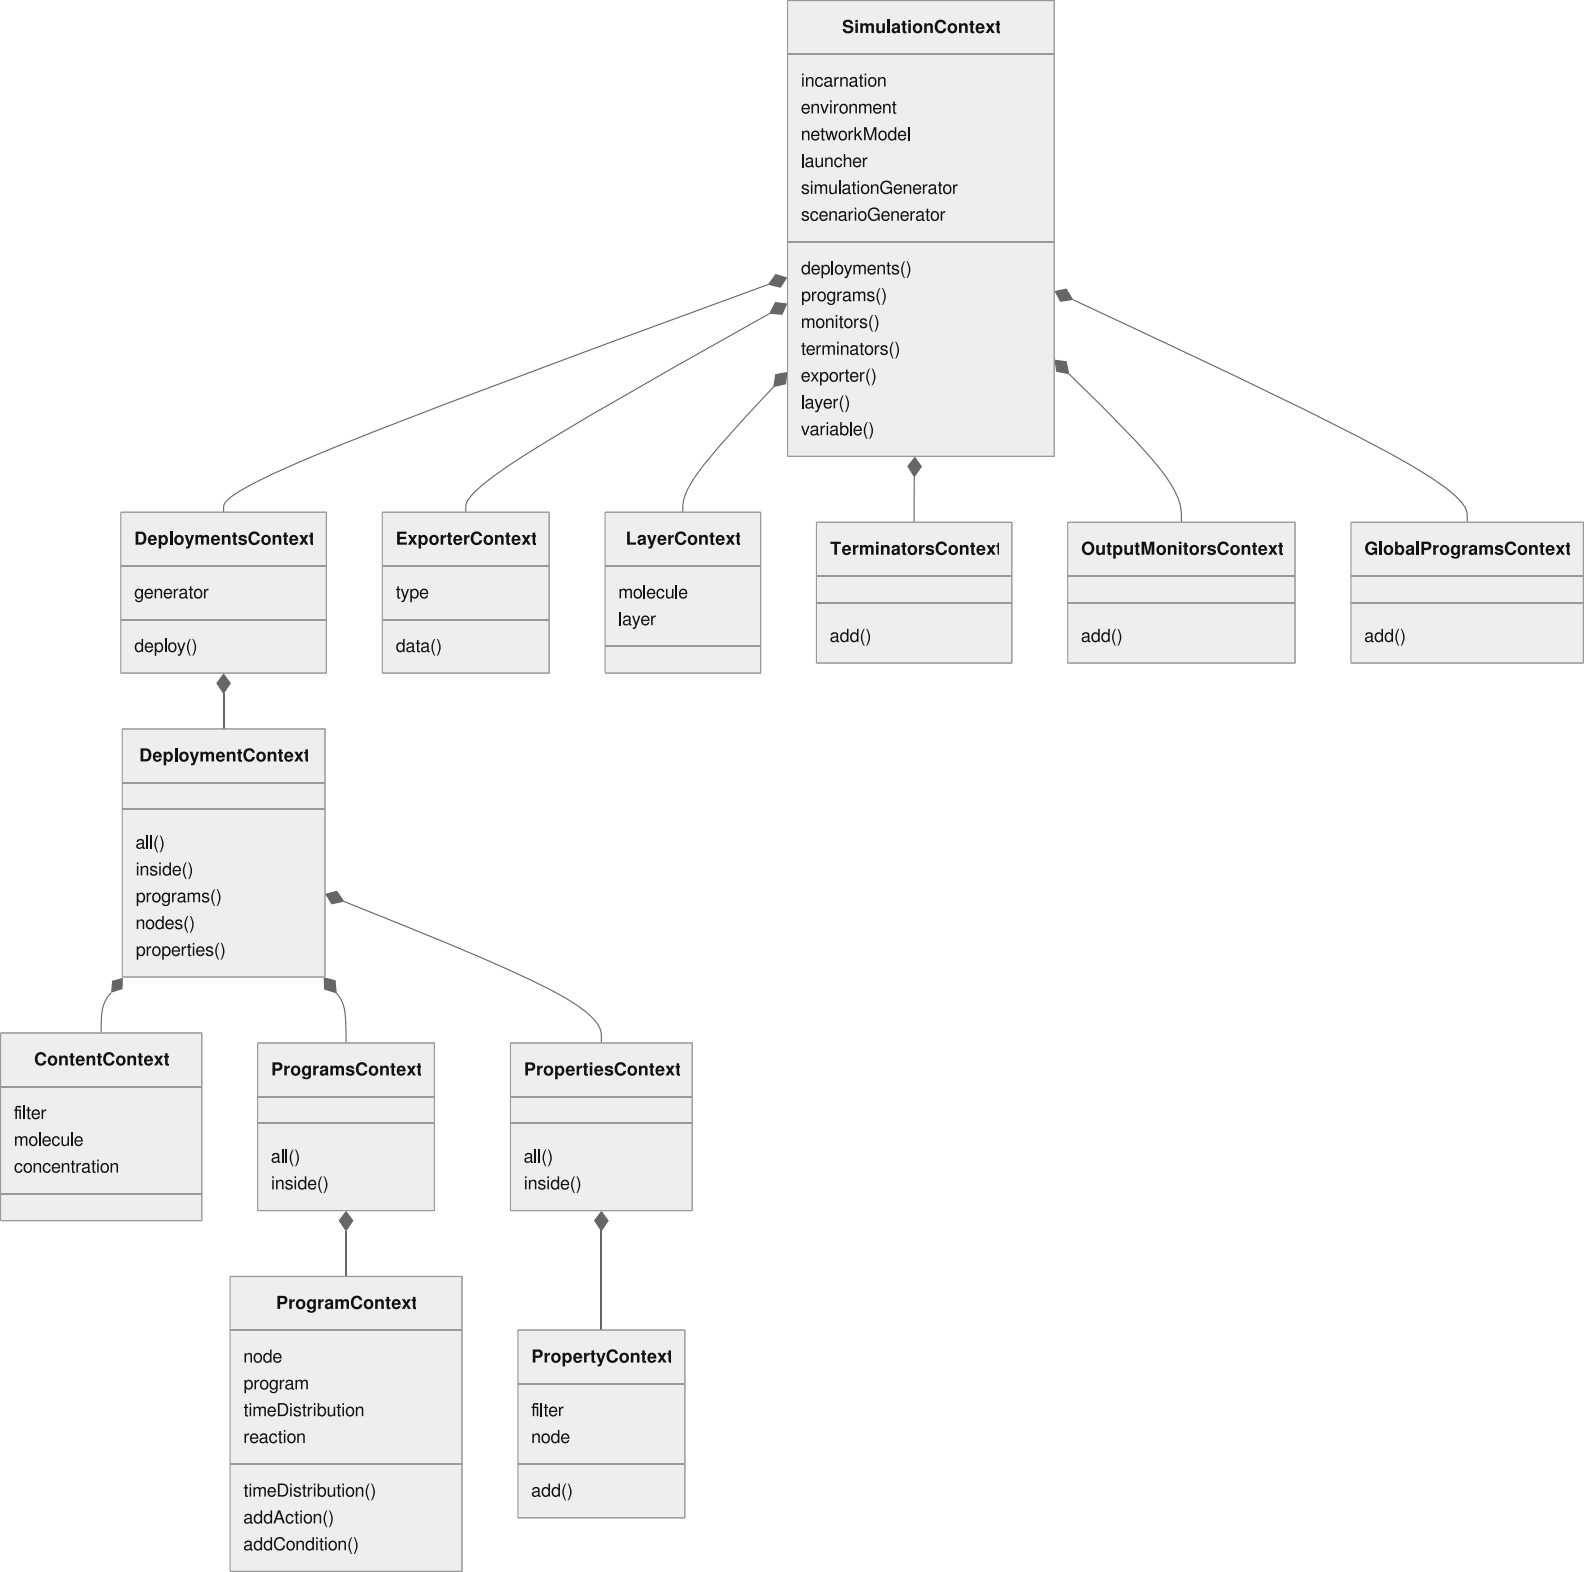 SimulationContext
incarnation
environment
networkModel
launcher
simulationGenerator
scenarioGenerator
deployments()
programs()
monitors()
terminators()
exporter()
layer()
variable()
DeploymentsContext
generator
deploy()
ExporterContext
type
data()
LayerContext
molecule
layer
TerminatorsContext
add()
OutputMonitorsContext
add()
GlobalProgramsContext
add()
DeploymentContext
all()
inside()
programs()
nodes()
properties()
ContentContext
filter
molecule
concentration
ProgramsContext
all()
inside()
PropertiesContext
all()
inside()
ProgramContext
node
program
timeDistribution
reaction
timeDistribution()
addAction()
addCondition()
PropertyContext
filter
node
add()